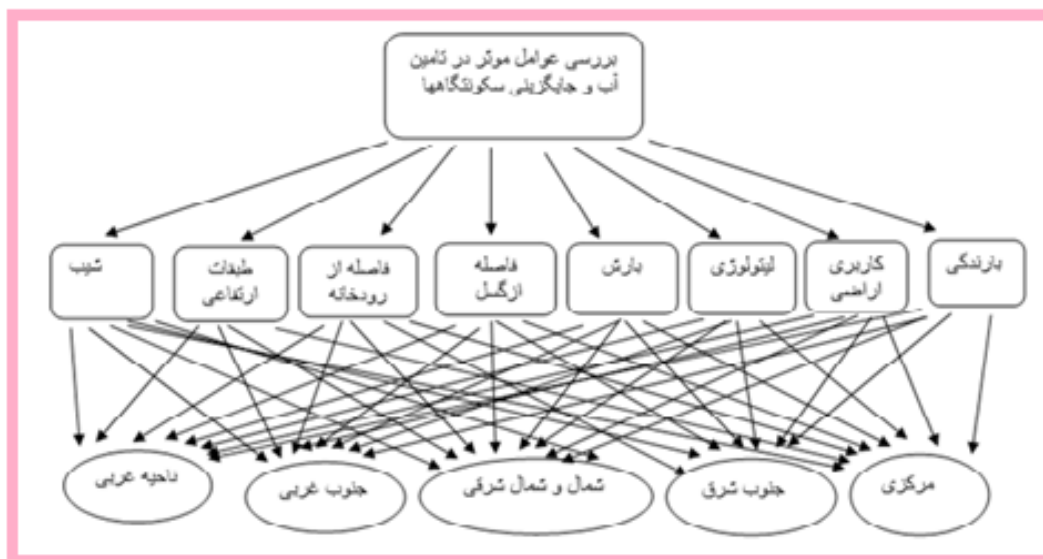 بررسی عوامل موثر در تامین
آب و جایگزینی سکونتگاهها
بارندگی
کاربری
اراضی
لیتولوژی
بارش
فاصله
ازگسل
فاصله از
رودخانه
طبقات
ارتفاعی
شیب
مرکزی
جنوب شرق
شمال و شمال شرقی
جنوب غربی
ناحیه غربی